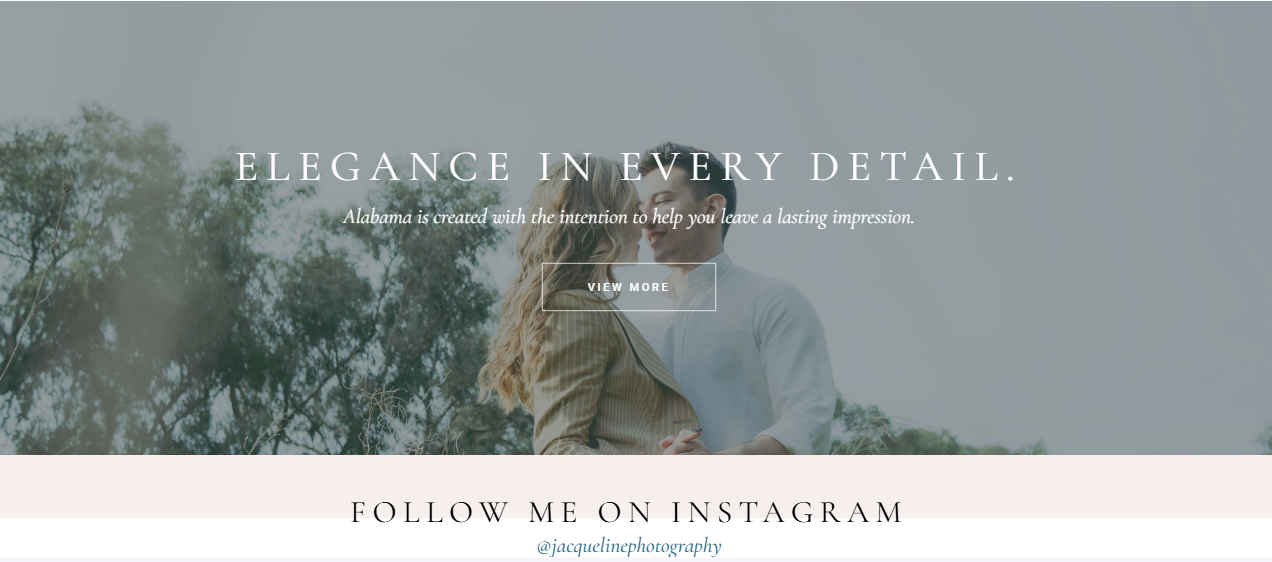 ELEGANCE IN EVERY DETAIL.
Alabama is created with the intention to help you leave a lasting impression.
VIEW MORE
FOLLOW ME ON INSTAGRAM
@jacquelinephotography